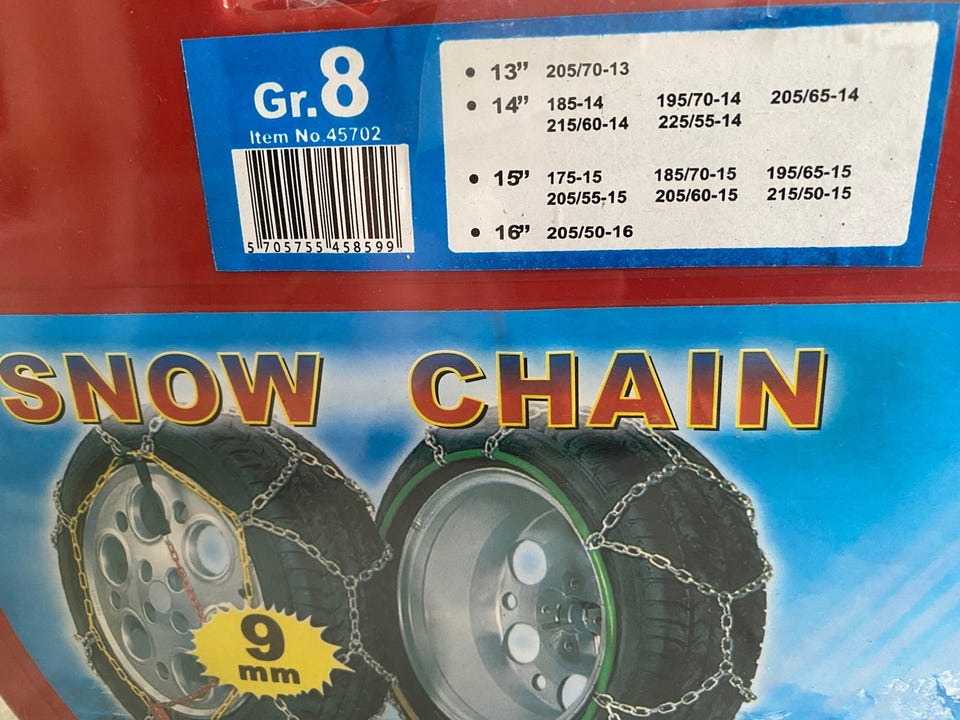 Gr.8
Item No.45702
5 705755 458599
• 13” 205/70-13
• 14” 185-14 195/70-14 205/65-14
215/60-14 225/55-14
• 15” 175-15 185/70-15 195/65-15
205/55-15 205/60-15 215/50-15
• 16” 205/50-16
SNOW CHAIN
9
mm